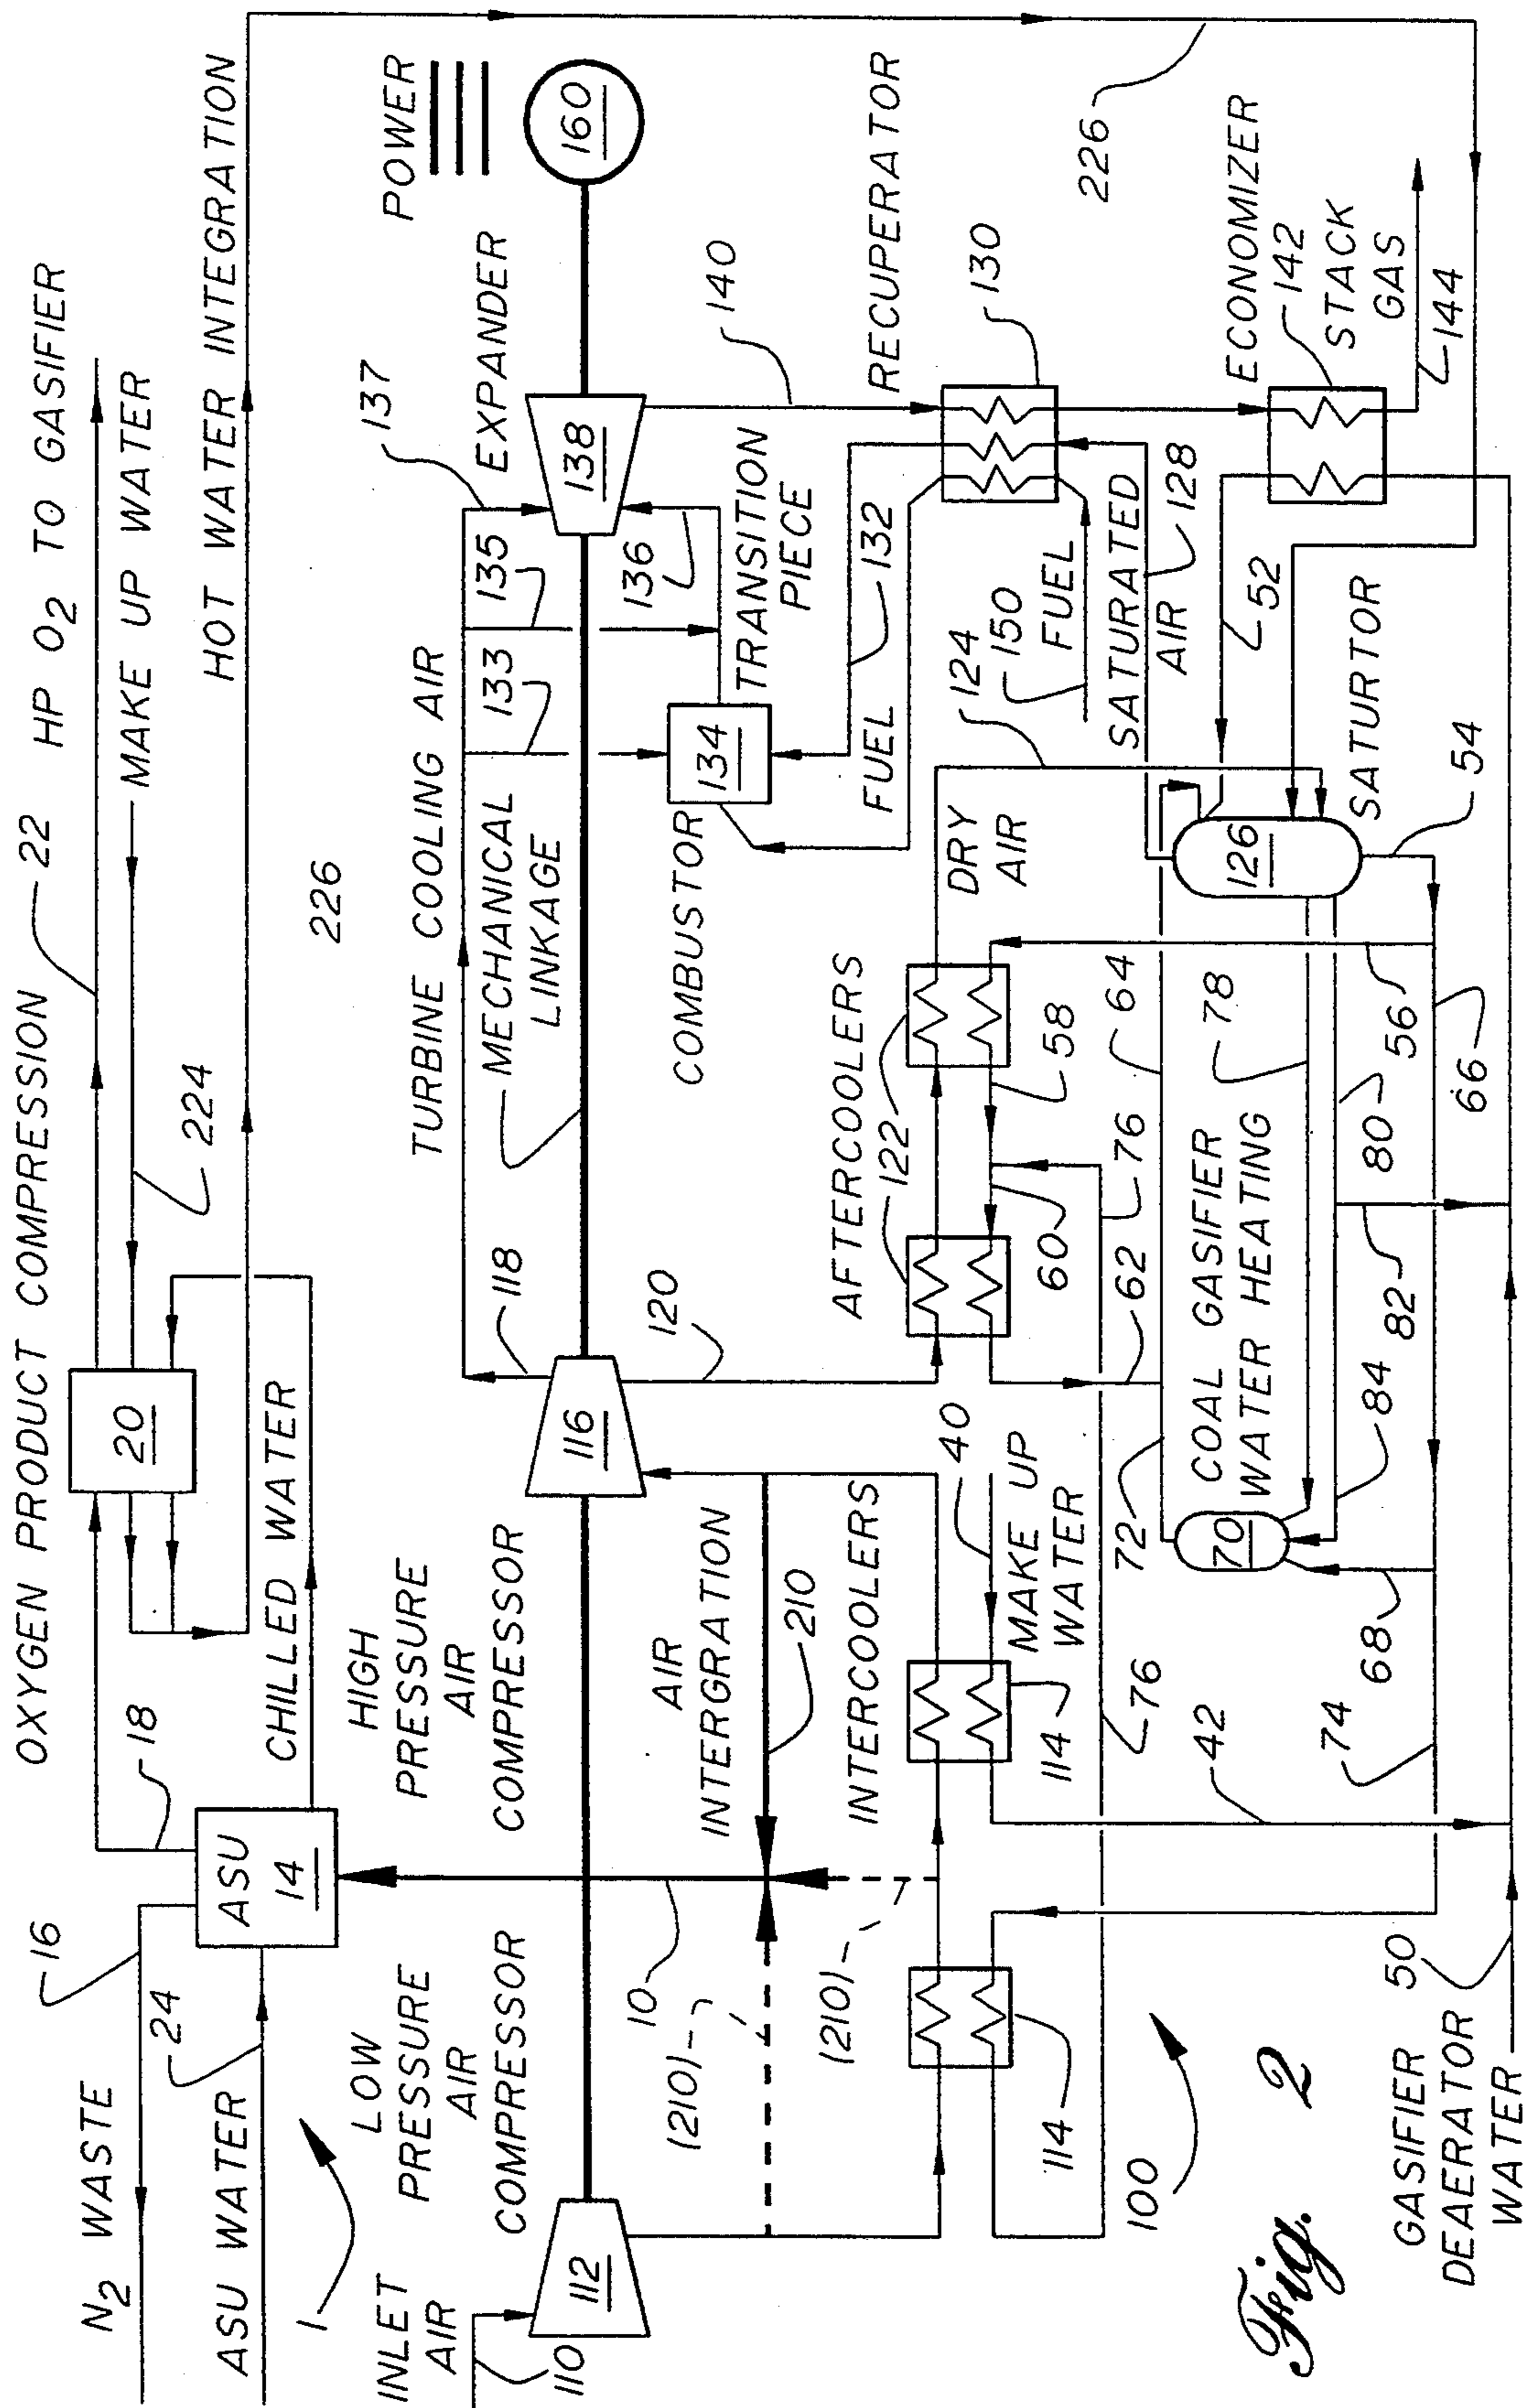 OXYGEN PRODUCT COMPRESSION
22
HP O2 TO GASIFIER
MAKE UP WATER
HOT WATER INTEGRATION
N2 WASTE
16
18
20
224
ASU WATER
24
ASU
14
CHILLED WATER
226
226
1
INLET
AIR
110
112
LOW
PRESSURE
AIR
COMPRESSOR
HIGH
PRESSURE
AIR
COMPRESSOR
116
118
TURBINE COOLING AIR
MECHANICAL
LINKAGE
133
135
137
EXPANDER
138
POWER
160
10
(210)
(210)
AIR
INTERGRATION
210
120
COMBUSTOR
134
136
TRANSITION
PIECE
140
INTERCOOLERS
114
114
40
MAKE UP
WATER
AFTERCOOLERS
122
58
60
62
DRY
AIR
124
FUEL
132
150
FUEL
RECUPERATOR
130
SATURATED
AIR
128
76
76
72
64
COAL GASIFIER
WATER HEATING
70
78
126
SATURTOR
52
54
ECONOMIZER
142
STACK
GAS
144
42
74
68
84
82
80
56
66
100
Fig. 2
GASIFIER
DEAERATOR
WATER
50